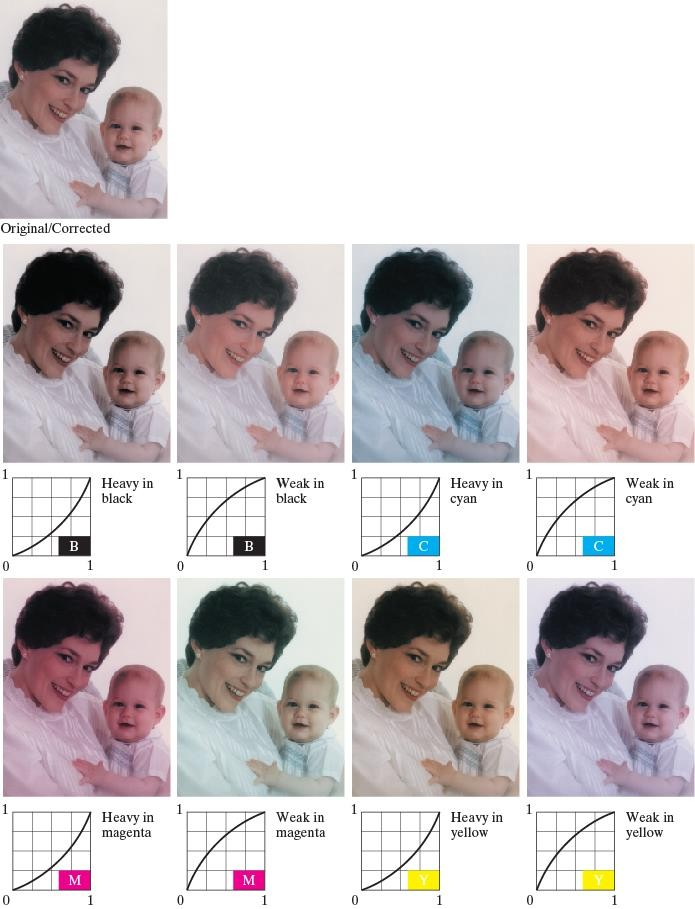 Original/Corrected
1
Heavy in
black
B
0
1
1
Weak in
black
B
0
1
1
Heavy in
cyan
C
0
1
1
Weak in
cyan
C
0
1
1
Heavy in
magenta
M
0
1
1
Weak in
magenta
M
0
1
1
Heavy in
yellow
Y
0
1
1
Weak in
yellow
Y
0
1